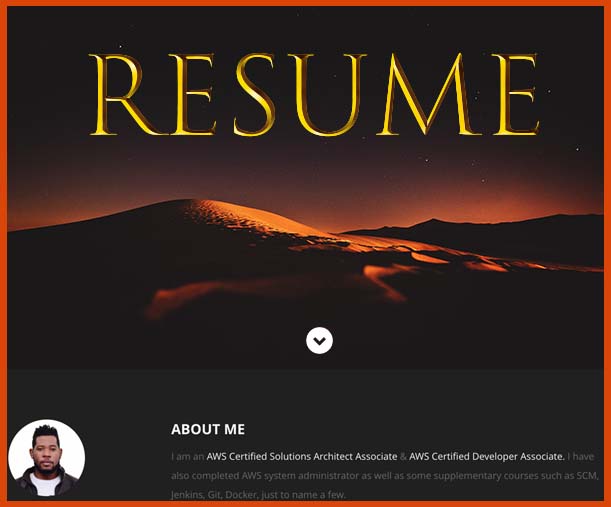 RESUME
ABOUT ME
I am an AWS Certified Solutions Architect Associate & AWS Certified Developer Associate. I have
also completed AWS system administrator as well as some supplementary courses such as SCM,
Jenkins, Git, Docker, just to name a few.